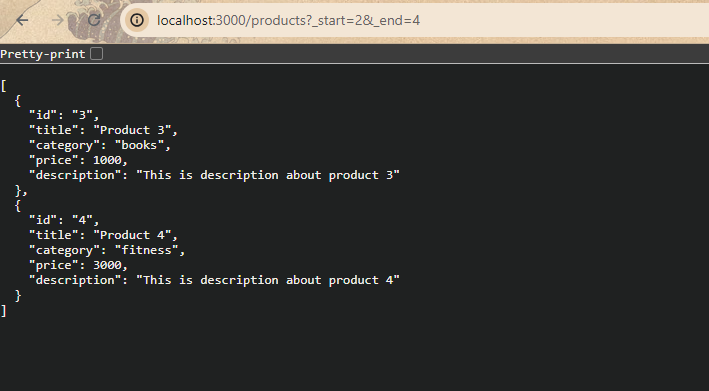 localhost:3000/products?_start=2&_end=4
Pretty-print
[
  {
    "id": "3",
    "title": "Product 3",
    "category": "books",
    "price": 1000,
    "description": "This is description about product 3"
  },
  {
    "id": "4",
    "title": "Product 4",
    "category": "fitness",
    "price": 3000,
    "description": "This is description about product 4"
  }
]